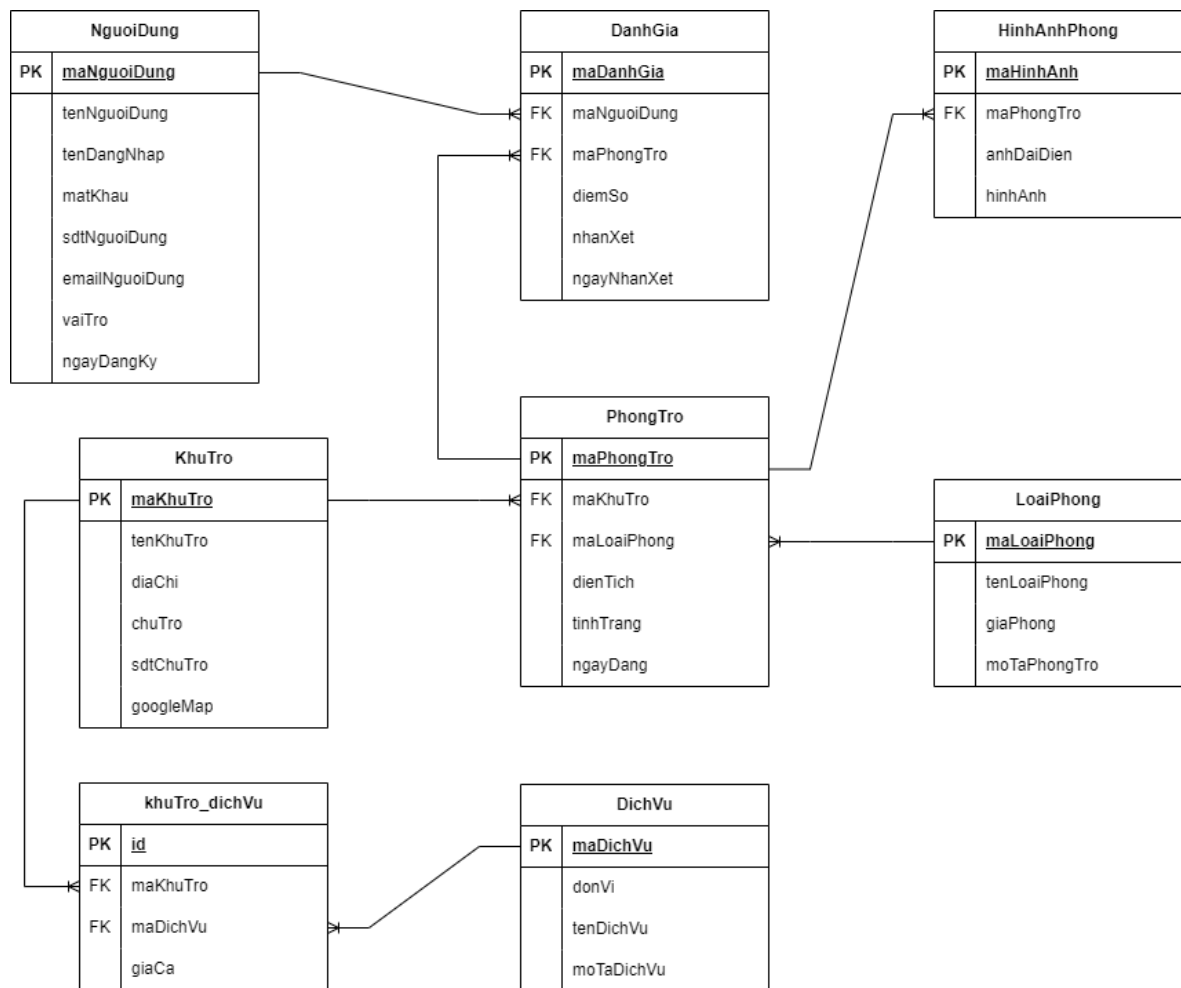 NguoiDung
PK maNguoiDung
tenNguoiDung
tenDangNhap
matKhau
sdtNguoiDung
emailNguoiDung
vaiTro
ngayDangKy
DanhGia
PK maDanhGia
FK maNguoiDung
FK maPhongTro
diemSo
nhanXet
ngayNhanXet
HinhAnhPhong
PK maHinhAnh
FK maPhongTro
anhDaiDien
hinhAnh
KhuTro
PK maKhuTro
tenKhuTro
diaChi
chuTro
sdtChuTro
googleMap
PhongTro
PK maPhongTro
FK maKhuTro
FK maLoaiPhong
dienTich
tinhTrang
ngayDang
LoaiPhong
PK maLoaiPhong
tenLoaiPhong
giaPhong
moTaPhongTro
khuTro_dichVu
PK id
FK maKhuTro
FK maDichVu
giaCa
DichVu
PK maDichVu
donVi
tenDichVu
moTaDichVu